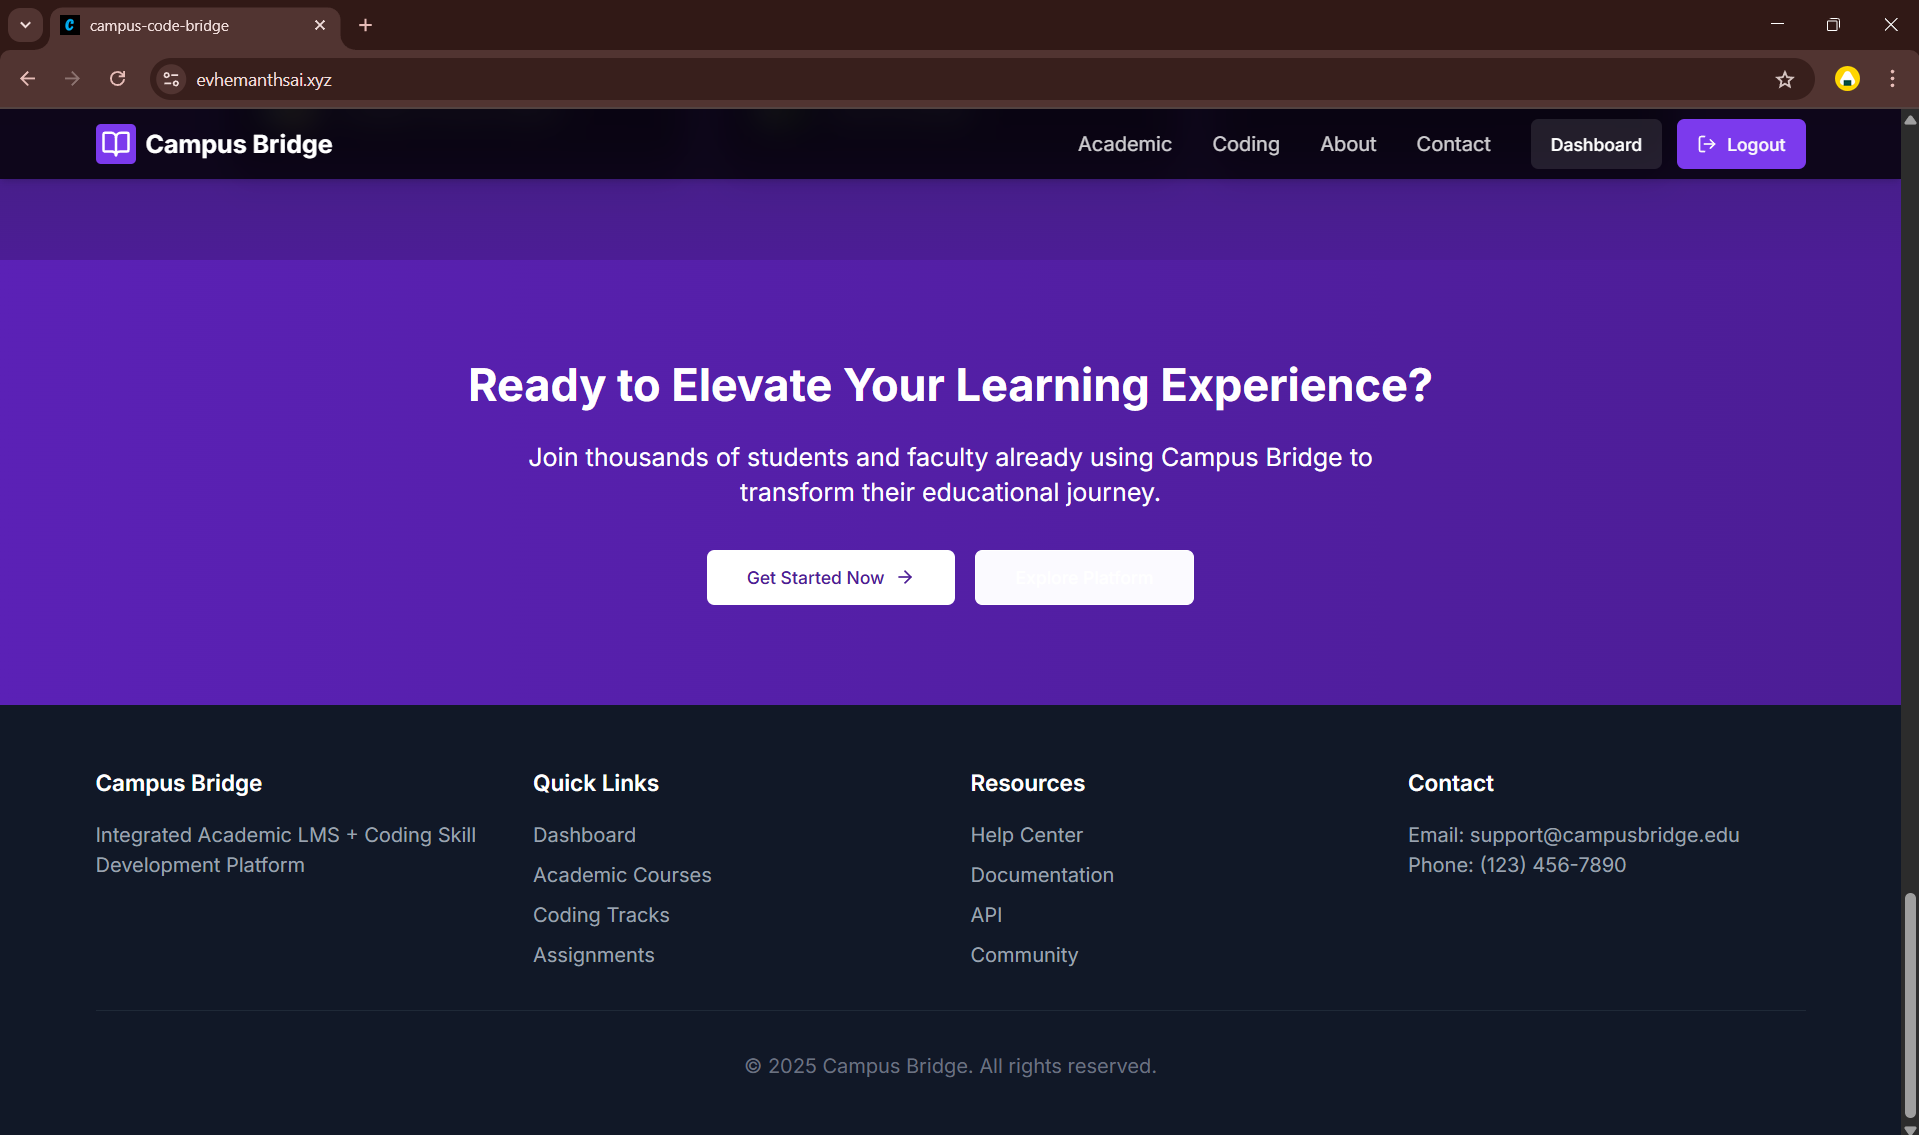 campus-code-bridge
evhemanthsai.xyz
Campus Bridge
Academic
Coding
About
Contact
Dashboard
Logout
Ready to Elevate Your Learning Experience?
Join thousands of students and faculty already using Campus Bridge to
transform their educational journey.
Get Started Now
Explore Platform
Campus Bridge
Integrated Academic LMS + Coding Skill
Development Platform
Quick Links
Dashboard
Academic Courses
Coding Tracks
Assignments
Resources
Help Center
Documentation
API
Community
Contact
Email: support@campusbridge.edu
Phone: (123) 456-7890
© 2025 Campus Bridge. All rights reserved.